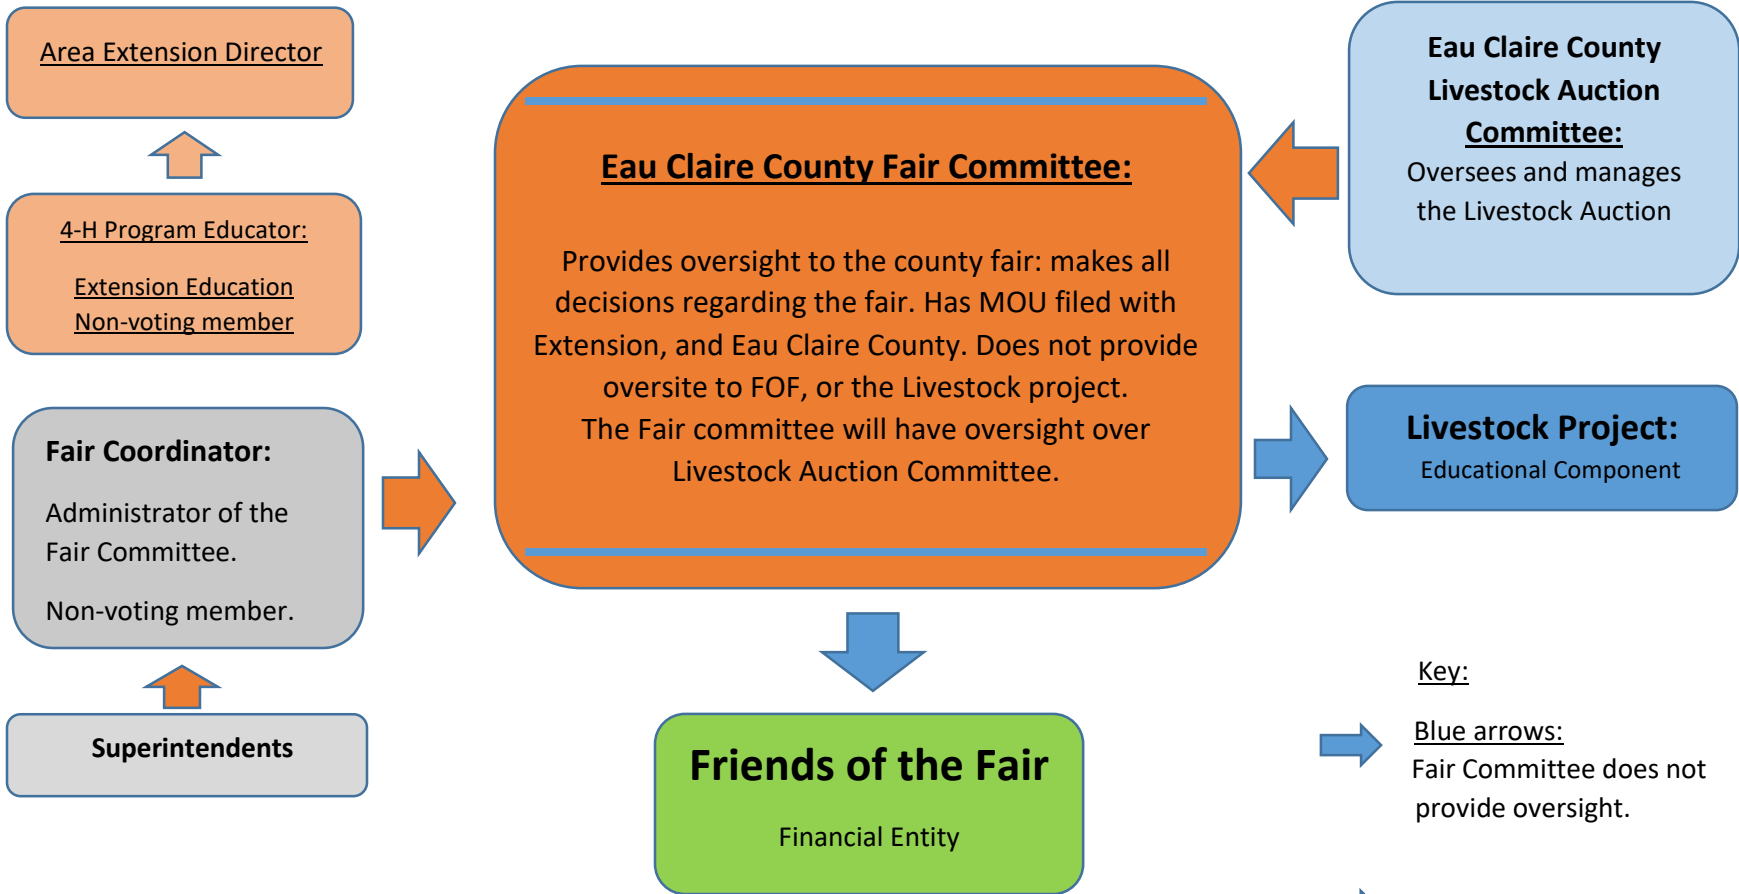 Area Extension Director
4-H Program Educator:
Extension Education
Non-voting member
Fair Coordinator:
Administrator of the
Fair Committee.
Non-voting member.
Superintendents
Eau Claire County Fair Committee:
Provides oversight to the county fair: makes all
decisions regarding the fair. Has MOU filed with
Extension, and Eau Claire County. Does not provide
oversite to FOF, or the Livestock project.
The Fair committee will have oversight over
Livestock Auction Committee.
Friends of the Fair
Financial Entity
Eau Claire County
Livestock Auction
Committee:
Oversees and manages
the Livestock Auction
Livestock Project:
Educational Component
Key:
Blue arrows:
Fair Committee does not
provide oversight.